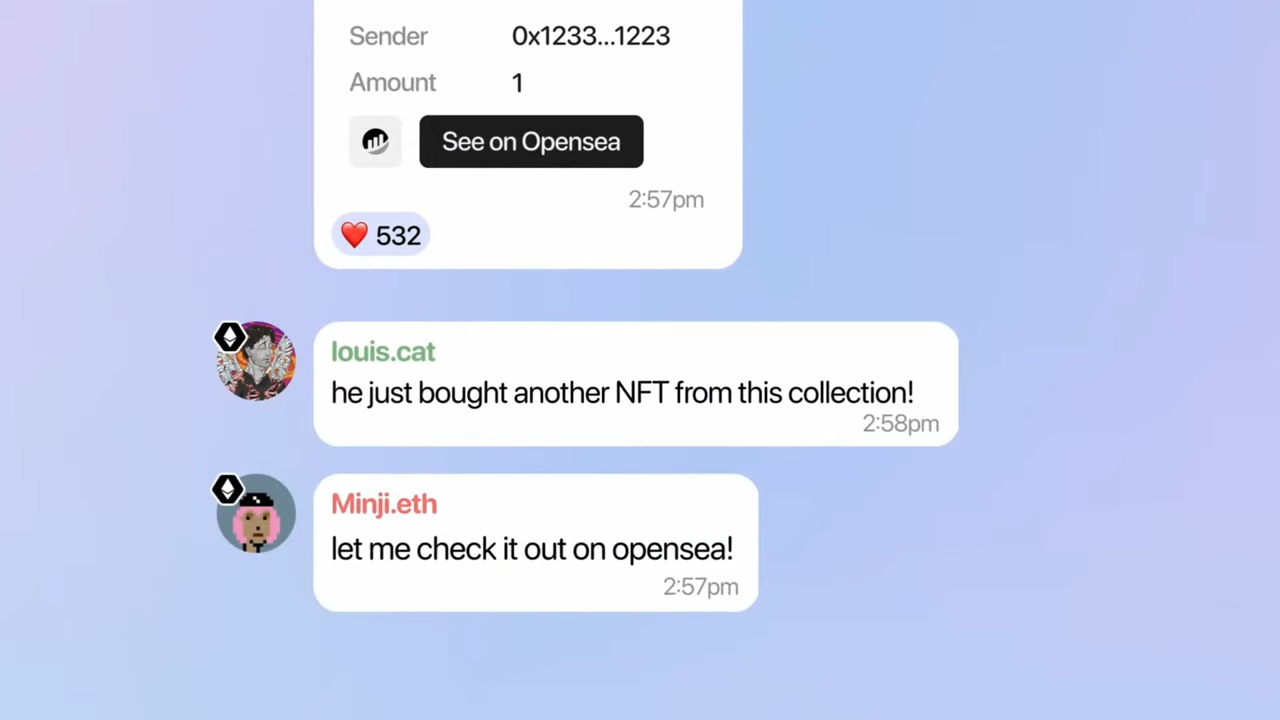 Sender 0x1233...1223
Amount 1
See on Opensea
2:57pm
❤️ 532
louis.cat
he just bought another NFT from this collection!
2:58pm
Minji.eth
let me check it out on opensea!
2:57pm